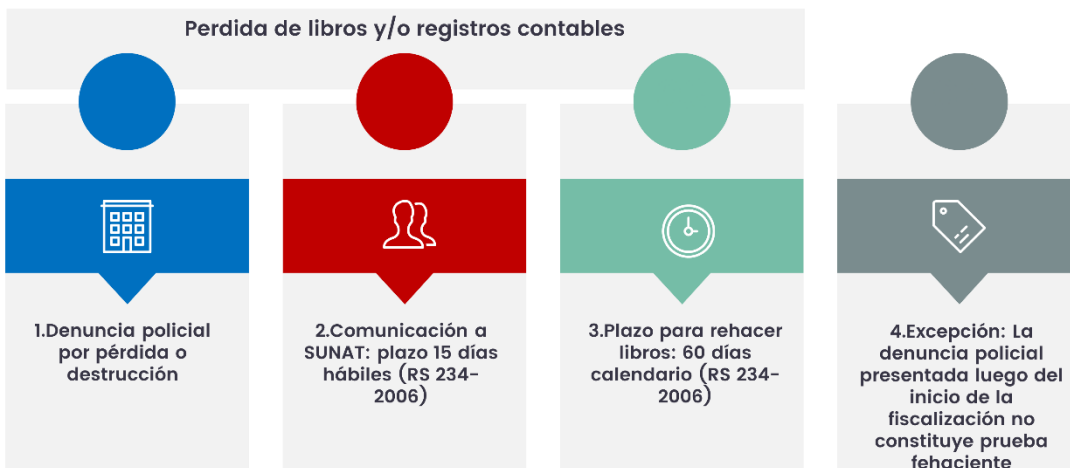 Perdida de libros y/o registros contables
1.Denuncia policial
por pérdida o
destrucción
2.Comunicación a
SUNAT: plazo 15 días
hábiles (RS 234-
2006)
3.Plazo para rehacer
libros: 60 días
calendario (RS 234-
2006)
4.Excepción: La
denuncia policial
presentada luego del
inicio de la
fiscalización no
constituye prueba
fehaciente